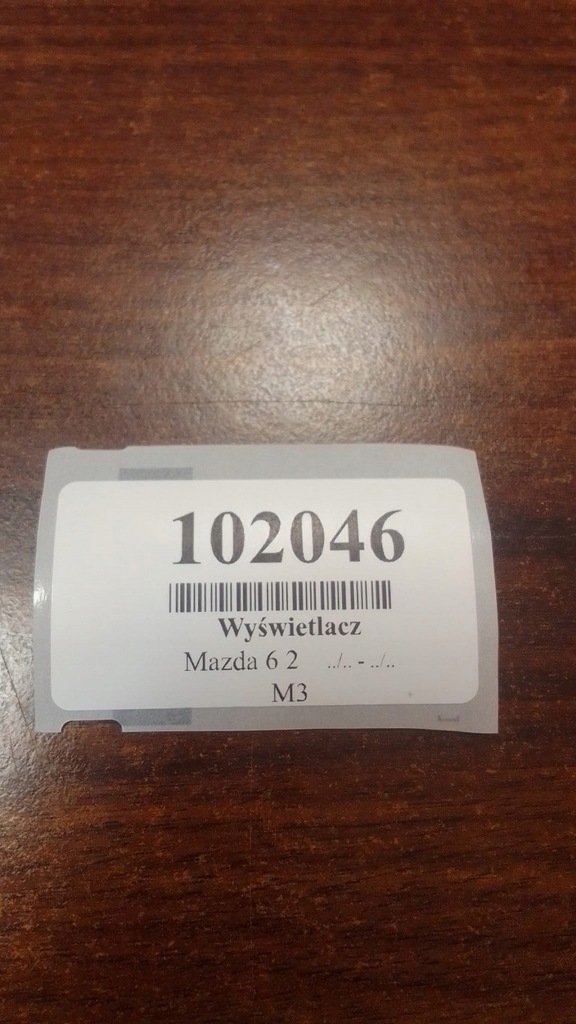 102046
Wyświetlacz
Mazda 6 2 ../.. - ../..
M3